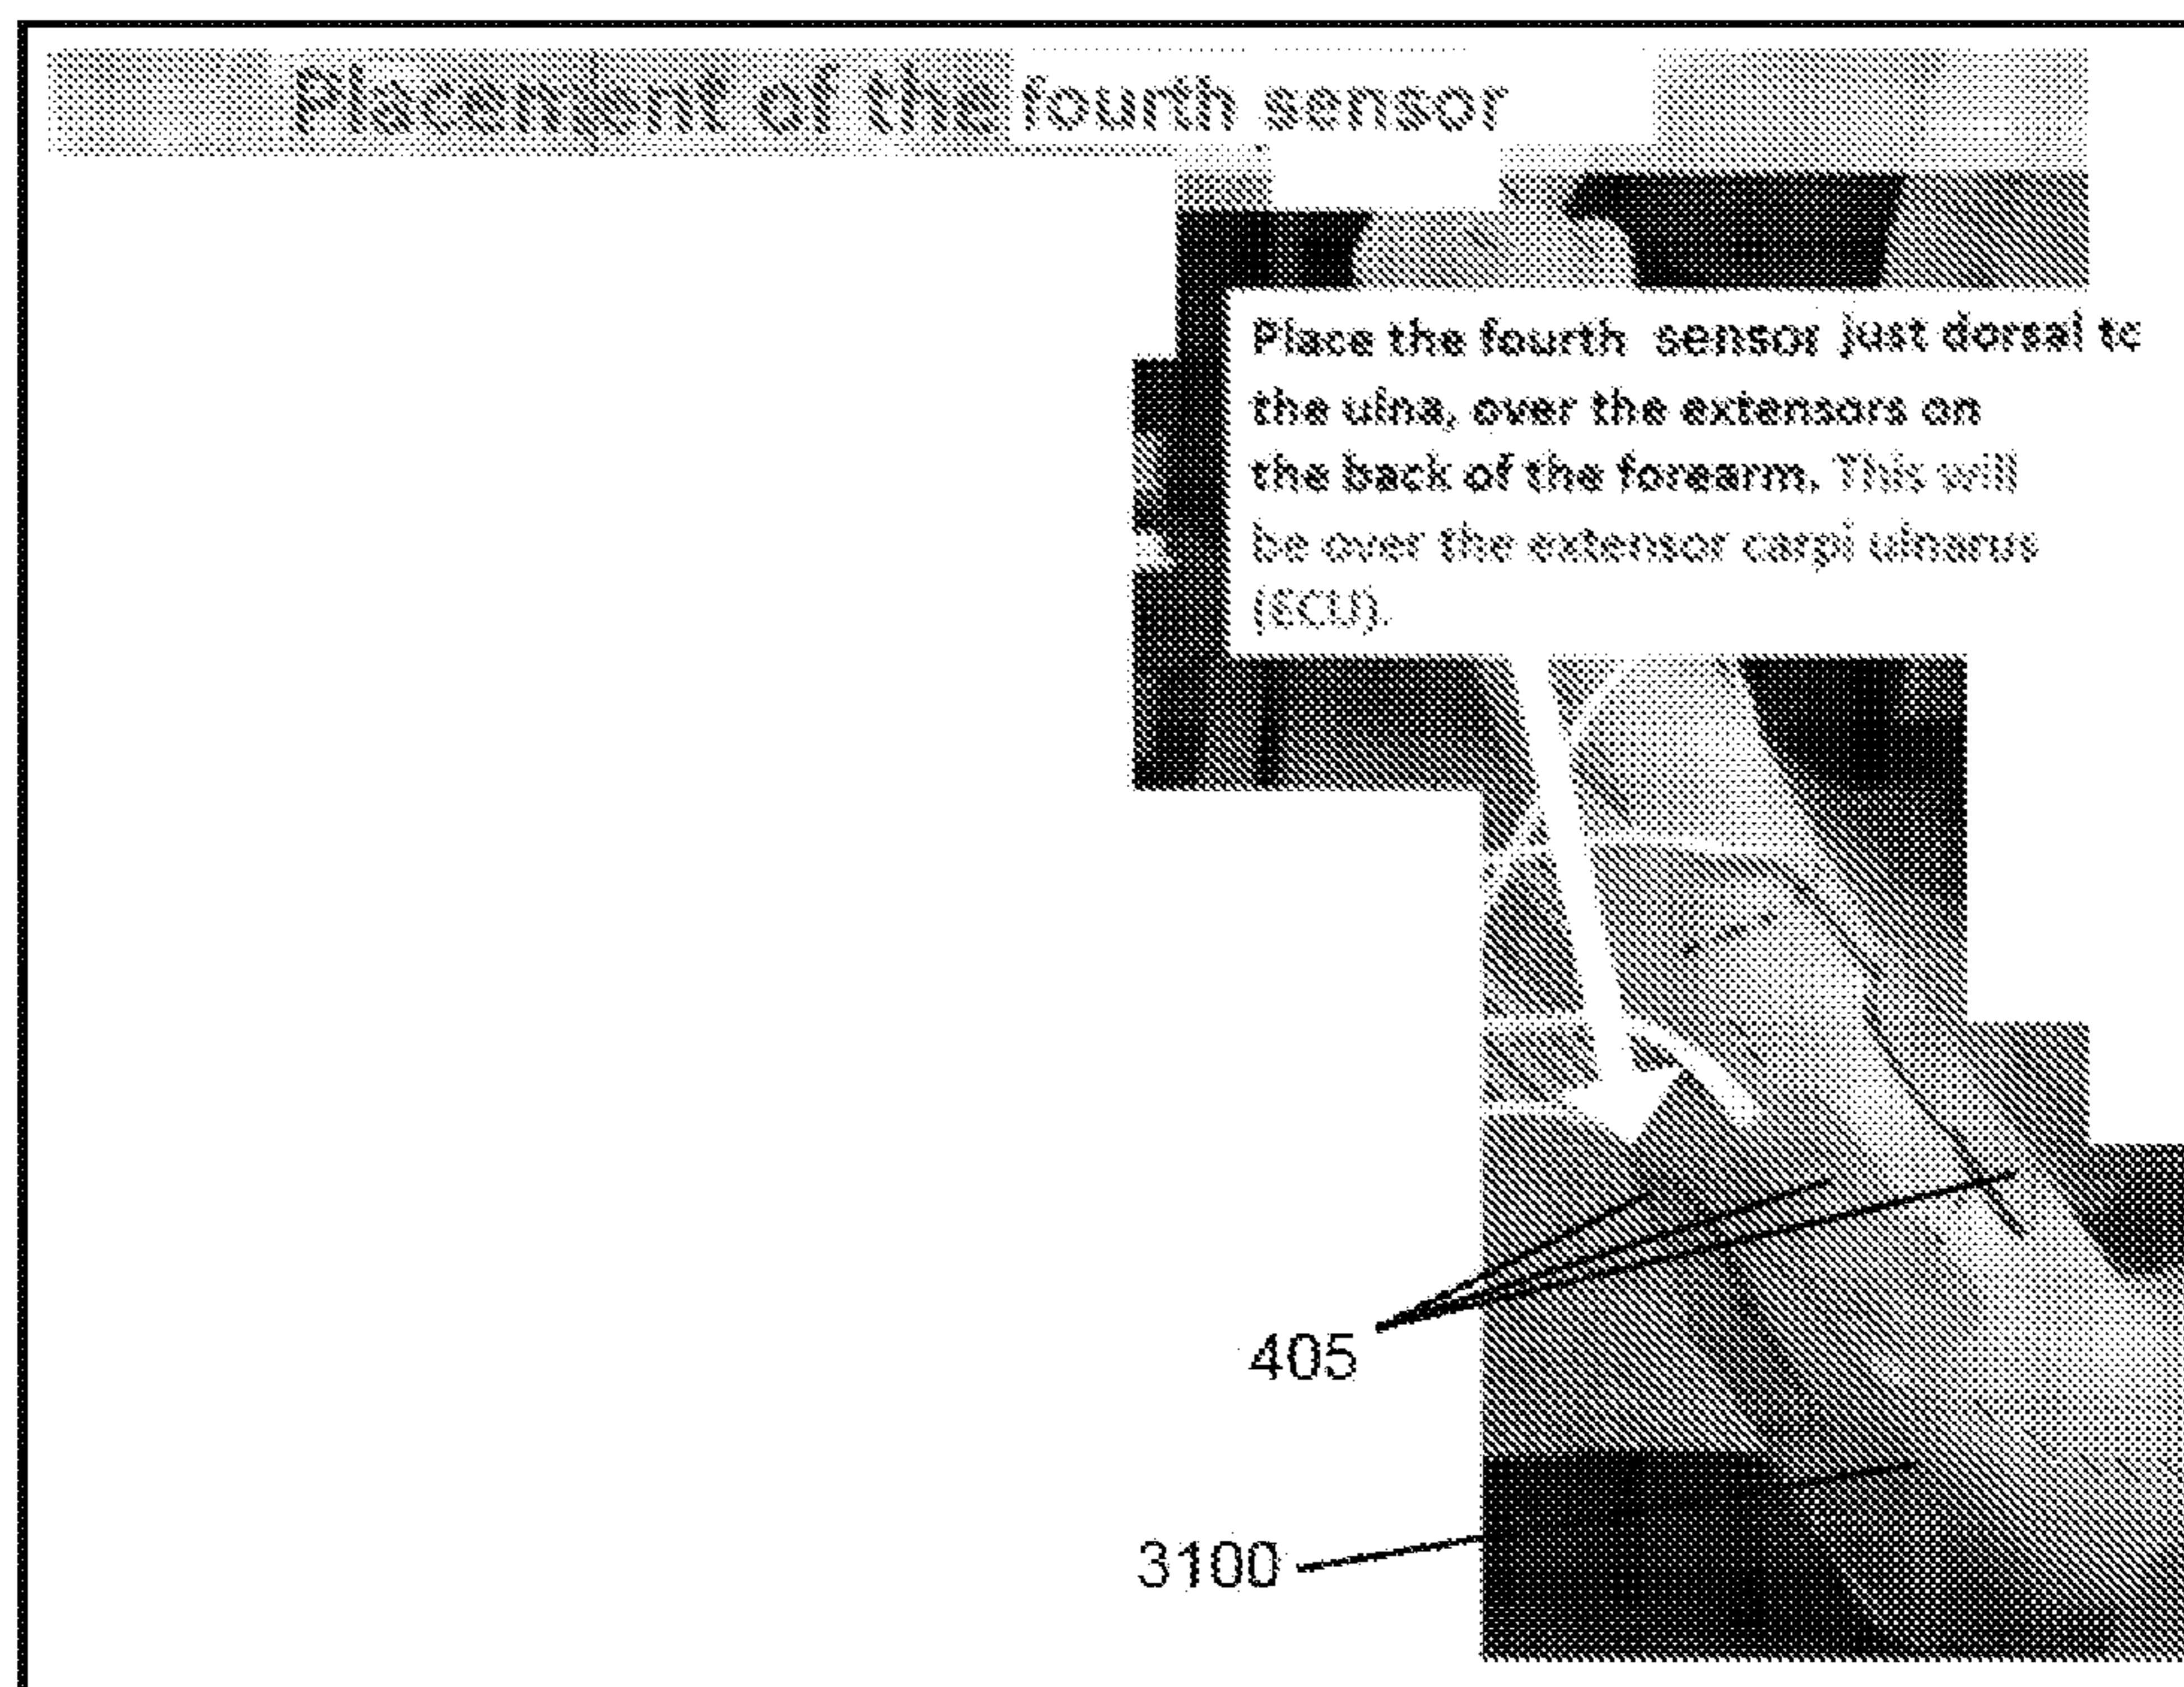 Placement of the fourth sensor
Place the fourth sensor just dorsal to
the ulna, over the extensors on
the back of the forearm. This will
be over the extensor carpi ulnarus
(ECU).
405
3100